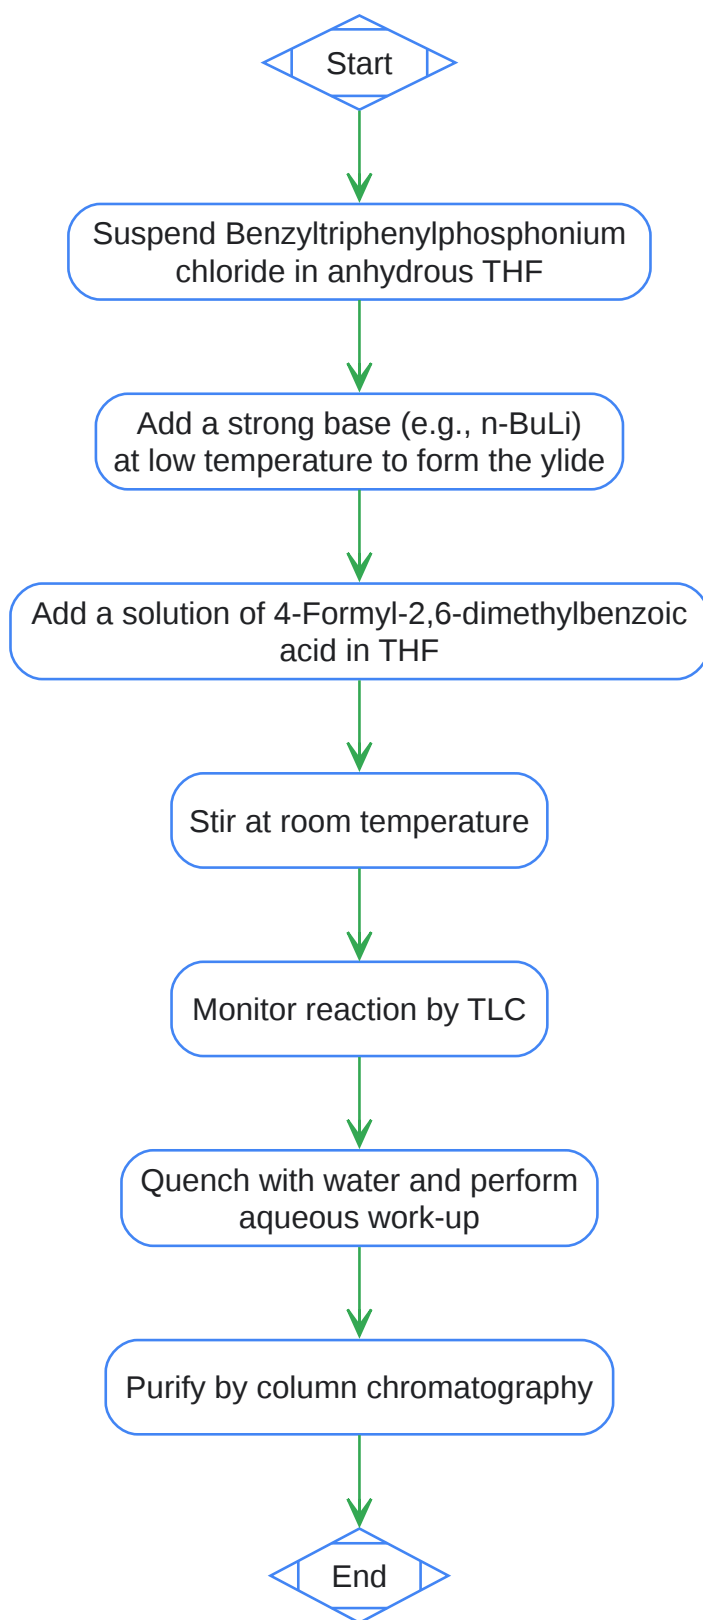 Start
Suspend Benzyltriphenylphosphonium
chloride in anhydrous THF
Add a strong base (e.g., n-BuLi)
at low temperature to form the ylide
Add a solution of 4-Formyl-2,6-dimethylbenzoic
acid in THF
Stir at room temperature
Monitor reaction by TLC
Quench with water and perform
aqueous work-up
Purify by column chromatography
End